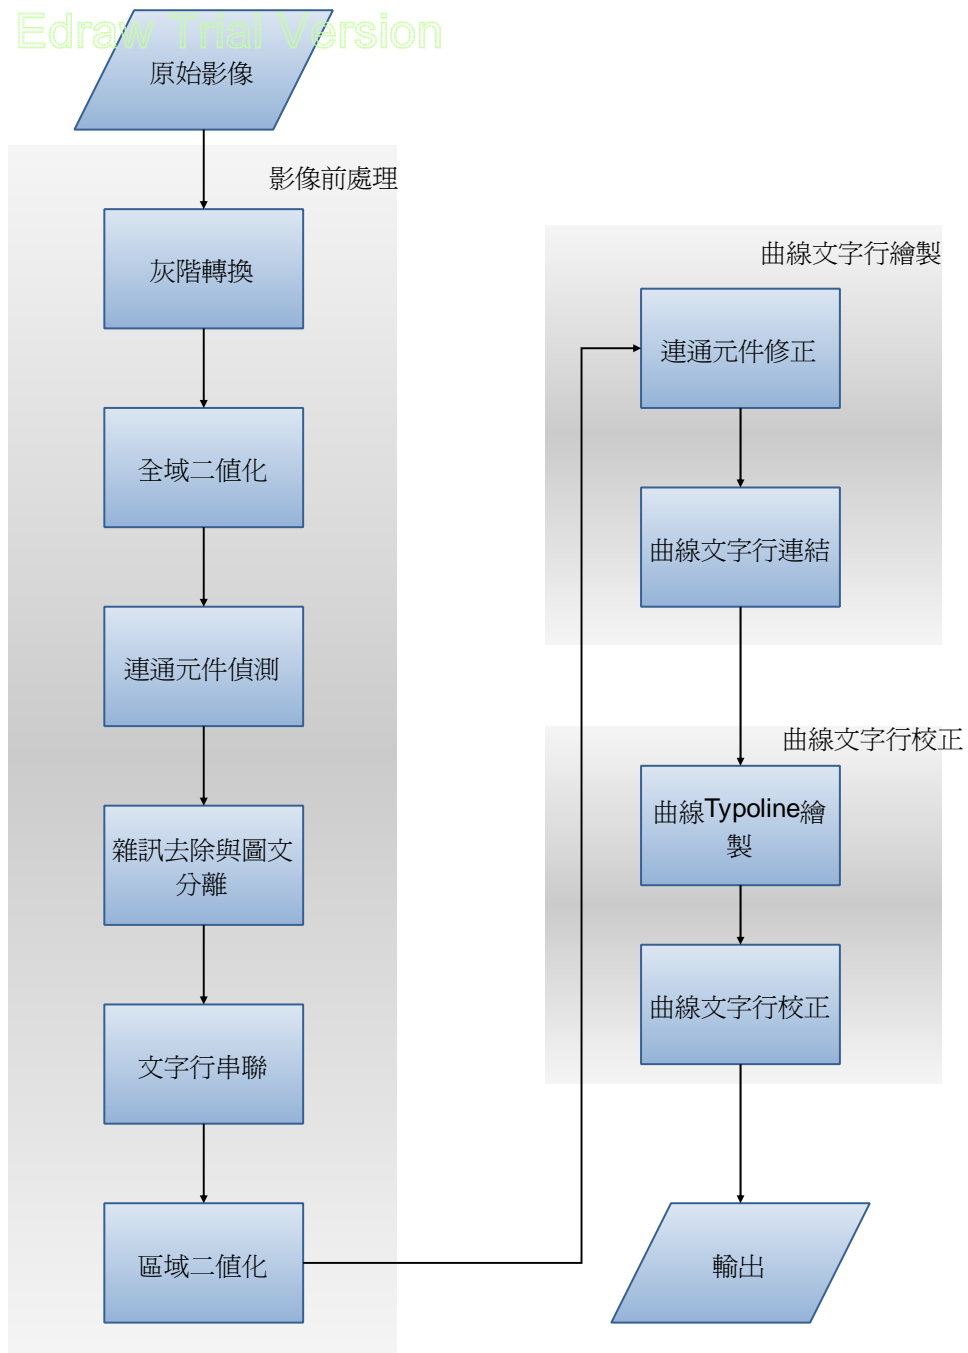 Edraw Trial Version
原始影像
影像前處理
灰階轉換
全域二值化
連通元件偵測
雜訊去除與圖文
分離
文字行串聯
區域二值化
曲線文字行繪製
連通元件修正
曲線文字行連結
曲線文字行校正
曲線Typoline繪
製
曲線文字行校正
輸出